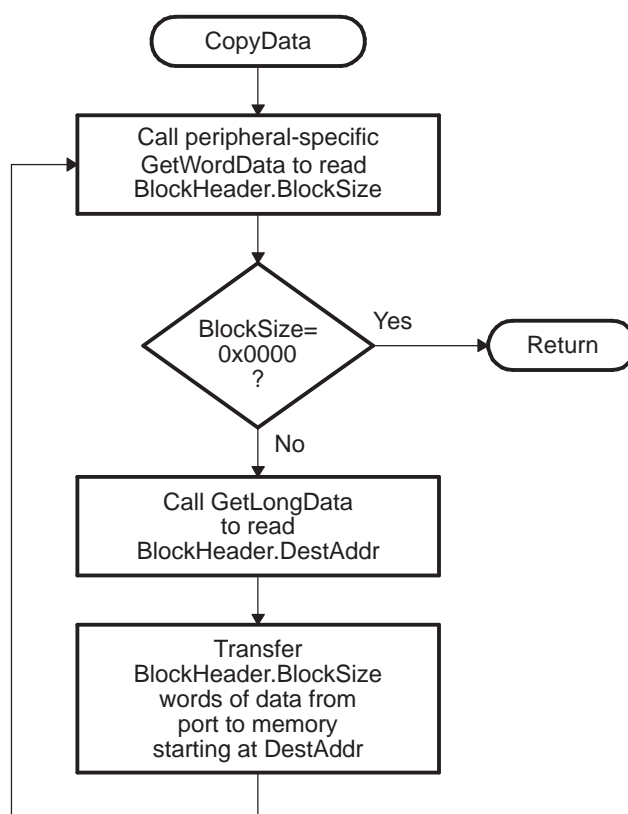 CopyData
Call peripheral-specific
GetWordData to read
BlockHeader.BlockSize
BlockSize=
0x0000
?
Yes
Return
No
Call GetLongData
to read
BlockHeader.DestAddr
Transfer
BlockHeader.BlockSize
words of data from
port to memory
starting at DestAddr